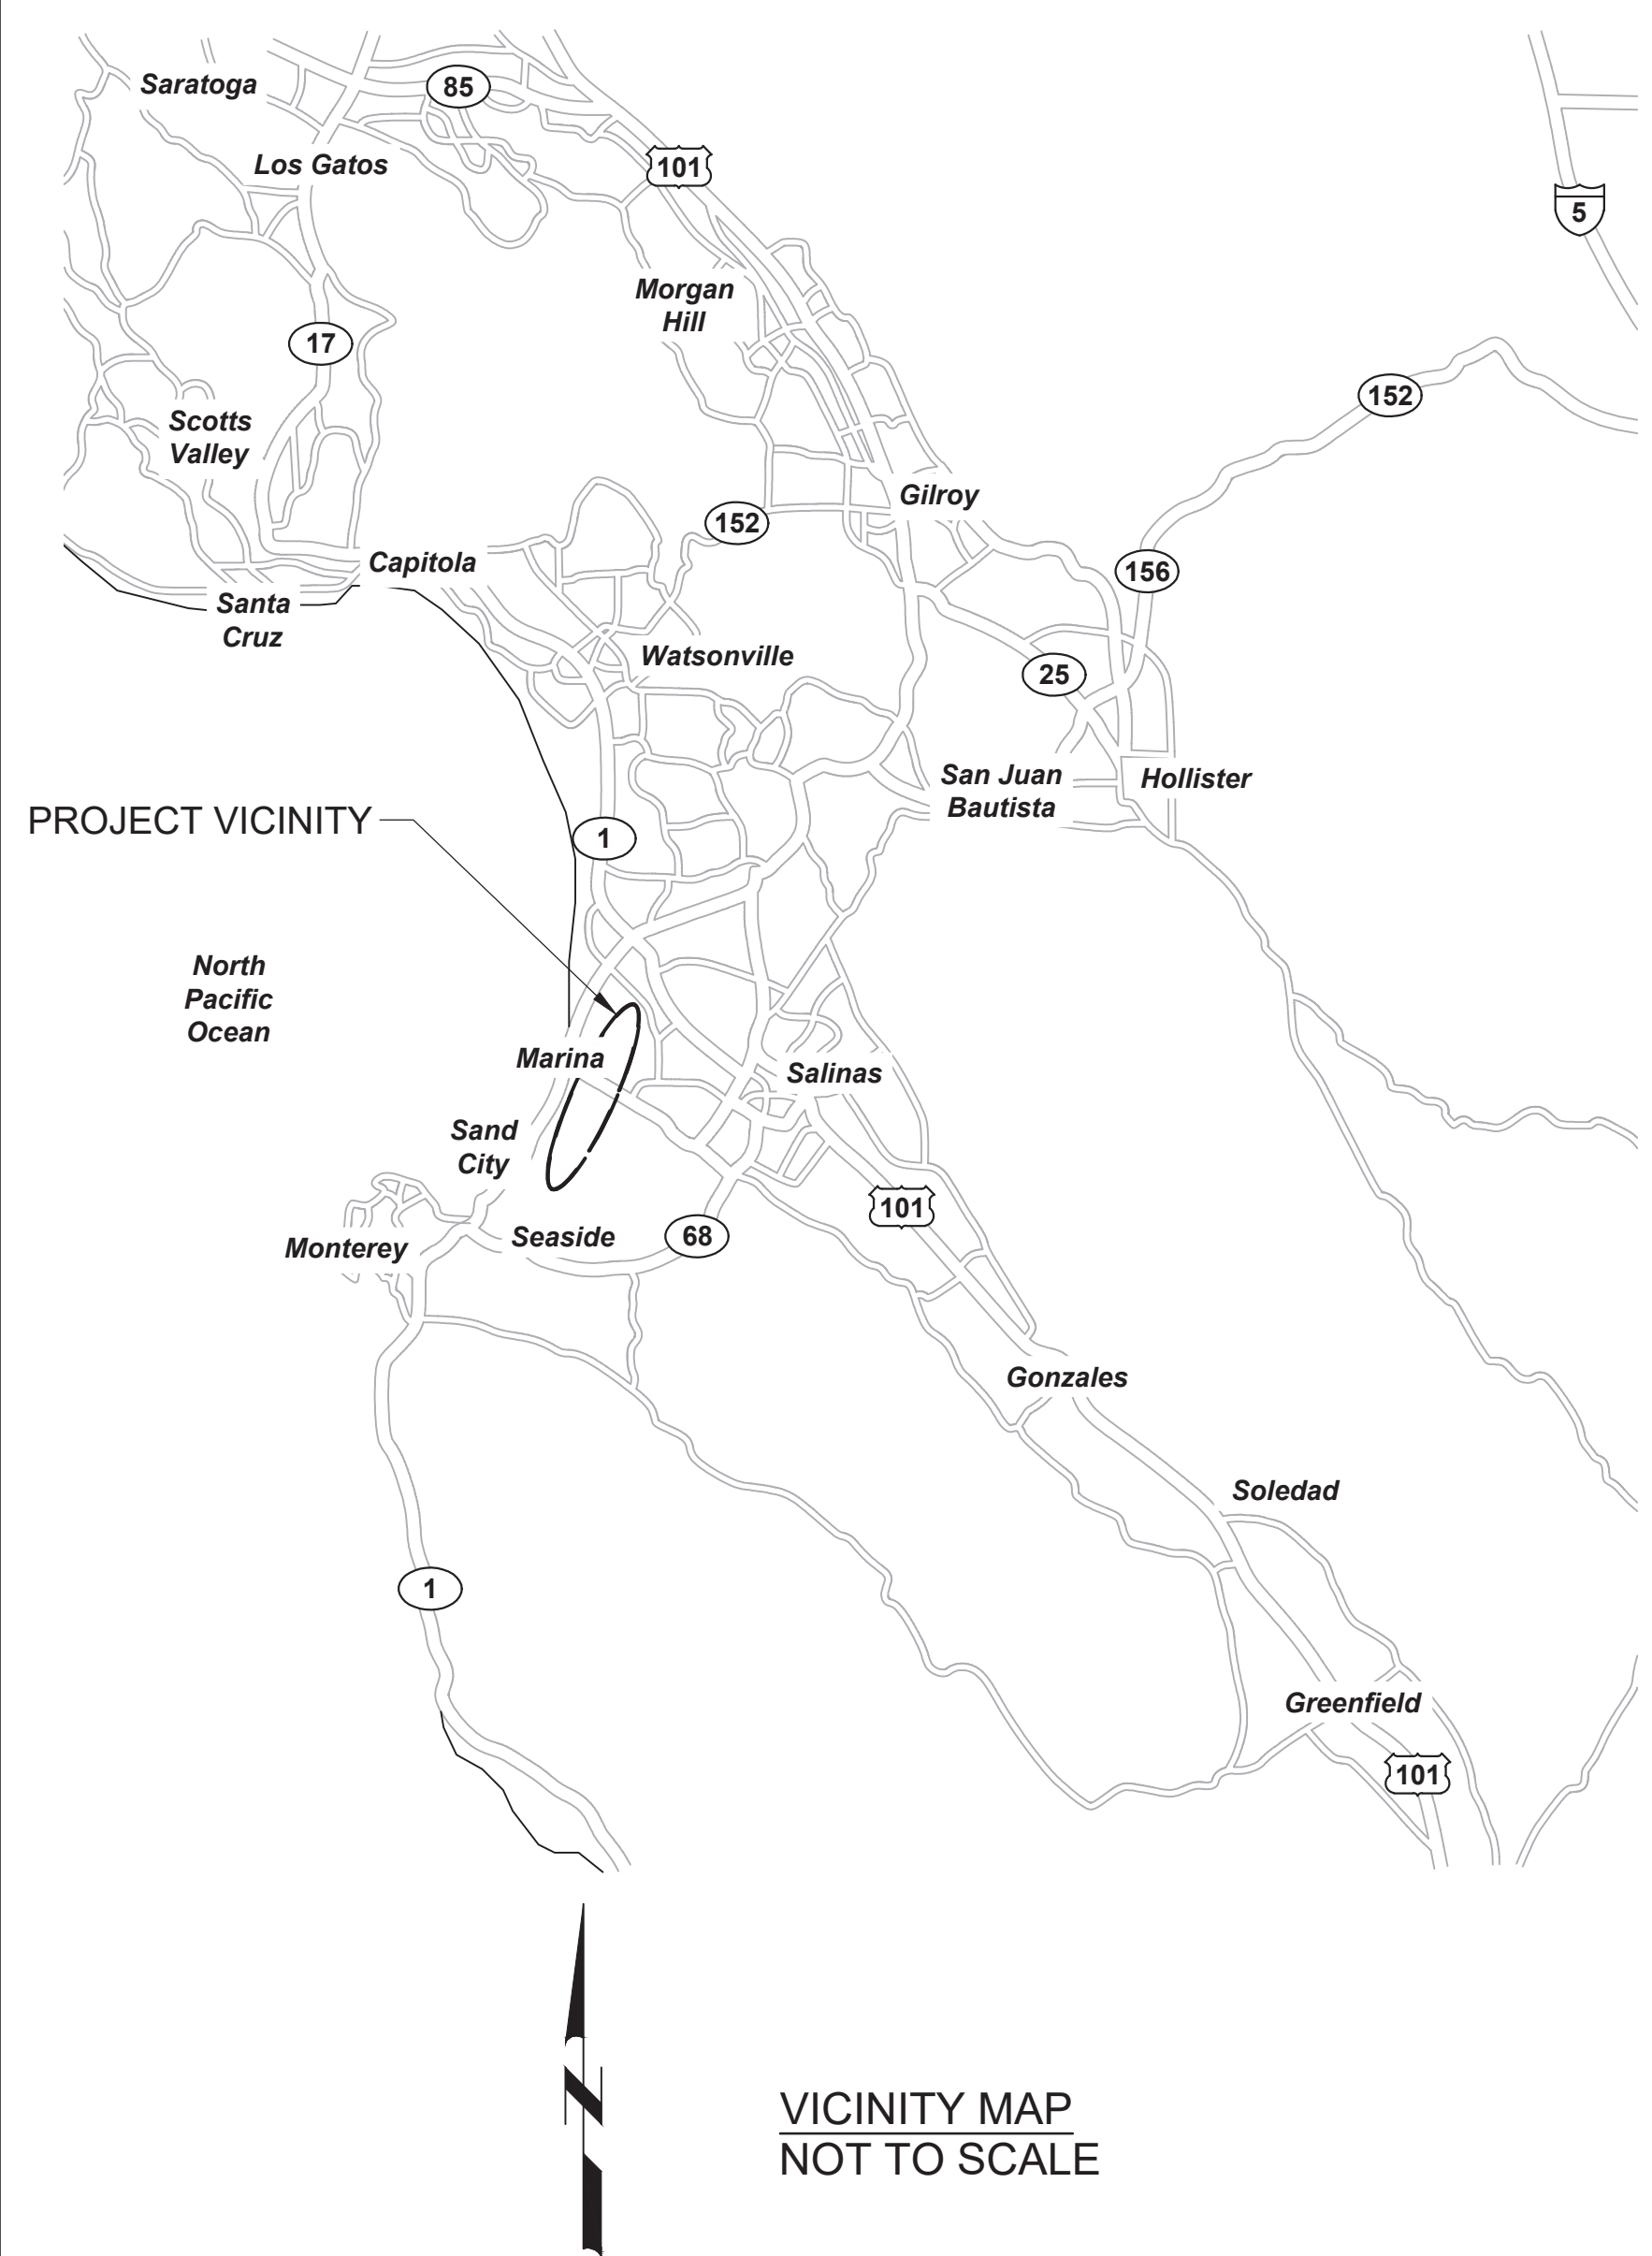 Saratoga
85
Los Gatos
101
5
Morgan
Hill
17
152
Scotts
Valley
Gilroy
152
Capitola
156
Santa
Cruz
Watsonville
25
San Juan
Bautista
Hollister
PROJECT VICINITY
1
North
Pacific
Ocean
Marina
Salinas
Sand
City
101
Seaside
68
Monterey
Gonzales
Soledad
1
Greenfield
101
N
VICINITY MAP
NOT TO SCALE